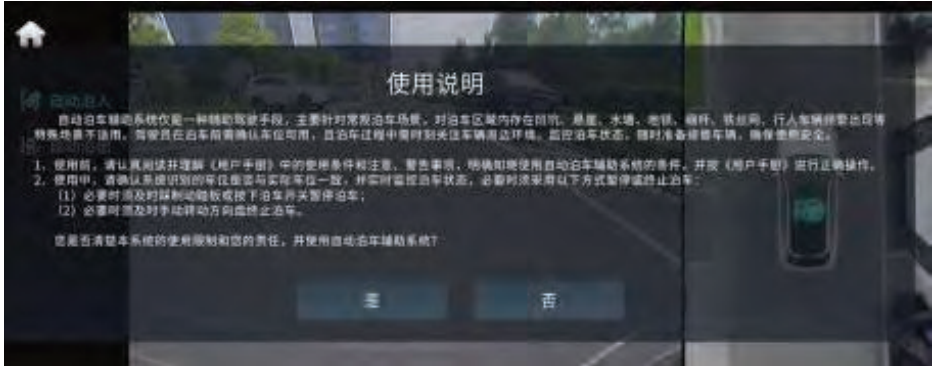 使用说明
自动泊入
自动泊车辅助系统仅是一种辅助驾驶手段，主要针对常规泊车场景，对泊车区域内存在凹坑、悬崖、水塘、地锁、钢杆、铁丝网、行人车辆频繁出现等
特殊场景不适用。驾驶员在泊车前需确认车位可用，且泊车过程中需时刻关注车辆周边环境，监控泊车状态，随时准备接管车辆，确保使用安全。
1. 使用前，请认真阅读并理解《用户手册》中的使用条件和注意、警告事项，明确知晓使用自动泊车辅助系统的条件，并按《用户手册》进行正确操作。
2. 使用中，请确认系统识别的车位是否与实际车位一致，并实时监控泊车状态，必要时须采用以下方式暂停或终止泊车：
(1) 必要时须及时踩制动踏板或按下泊车开关暂停泊车；
(2) 必要时须及时手动转动方向盘终止泊车。
您是否清楚本系统的使用限制和您的责任，并使用自动泊车辅助系统？
是 否